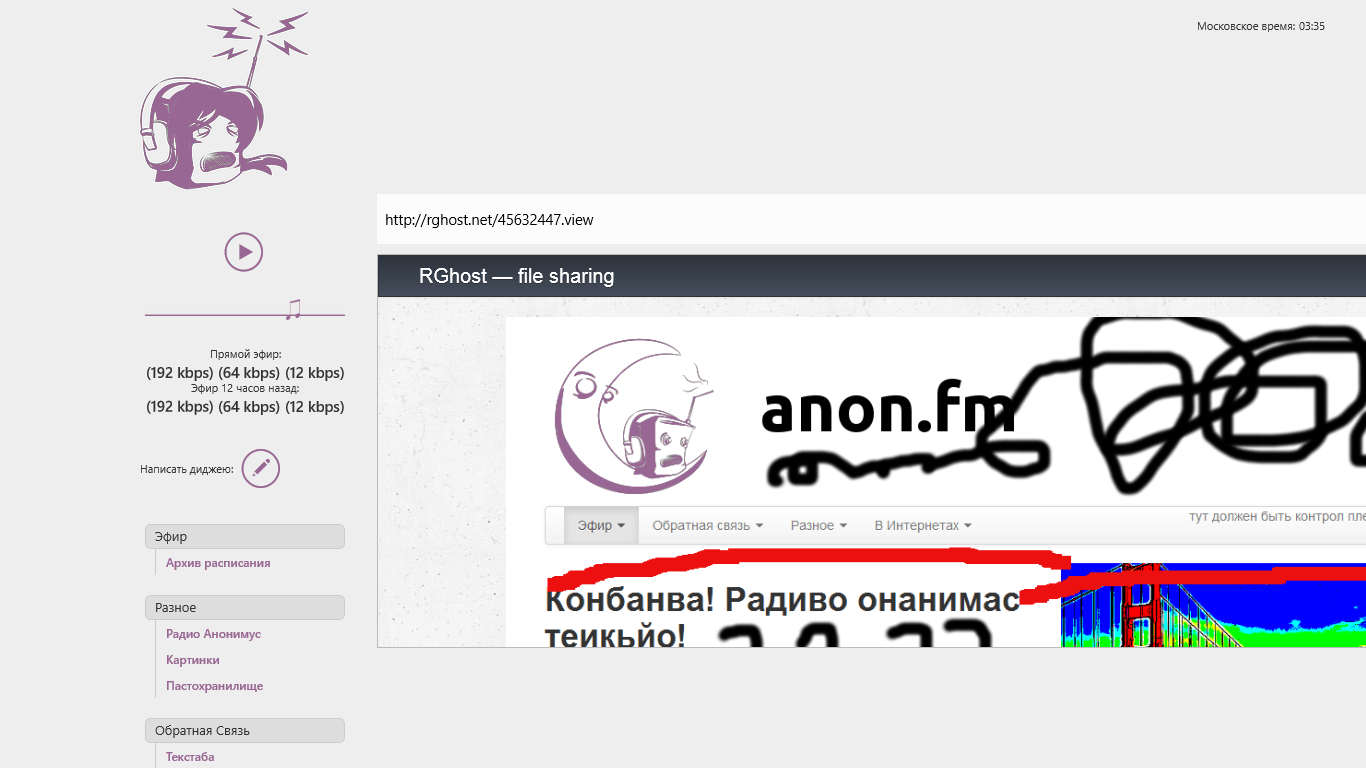 Московское время: 03:35
http://rghost.net/45632447.view
RGhost — file sharing
anon.fm
Эфир
Обратная связь
Разное
В Интернетах
тут должен быть контрол пле
Конбанва! Радиво онанимас
теикьйо!
Прямой эфир:
(192 kbps) (64 kbps) (12 kbps)
Эфир 12 часов назад:
(192 kbps) (64 kbps) (12 kbps)
Написать диджею:
Эфир
Архив расписания
Разное
Радио Анонимус
Картинки
Пастохранилище
Обратная Связь
Текстаба